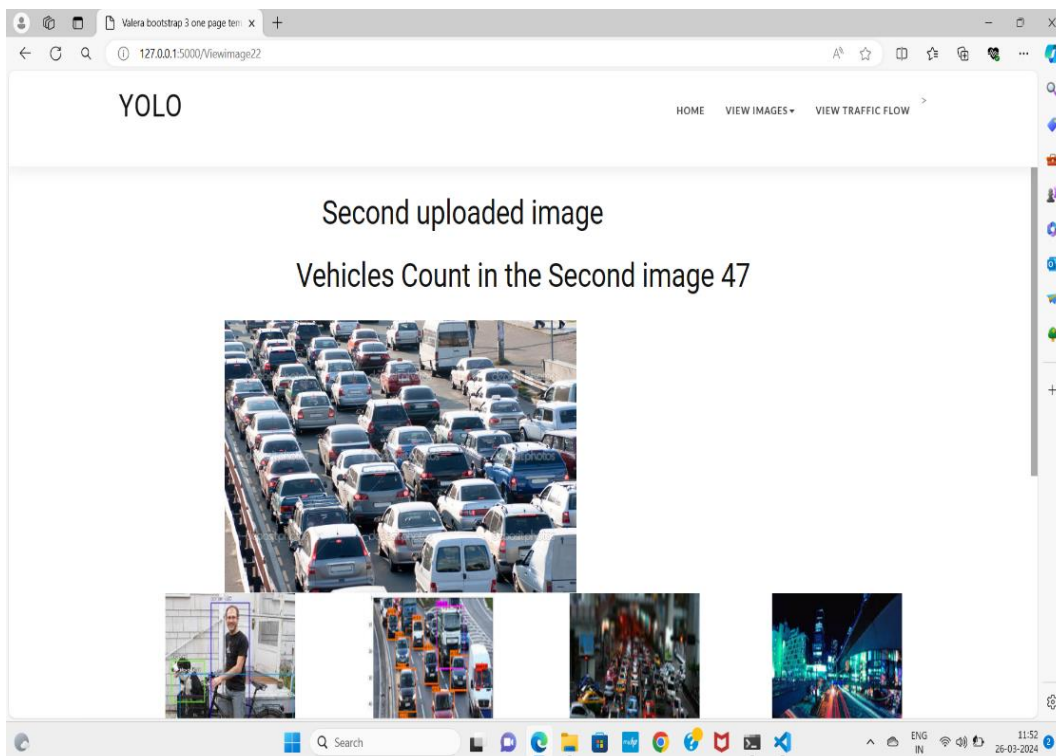 Valera bootstrap 3 one page tem
127.0.0.1:5000/Viewimage22
YOLO
HOME VIEW IMAGES VIEW TRAFFIC FLOW >
Second uploaded image
Vehicles Count in the Second image 47
Search
ENG
IN
11:52
26-03-2024
2